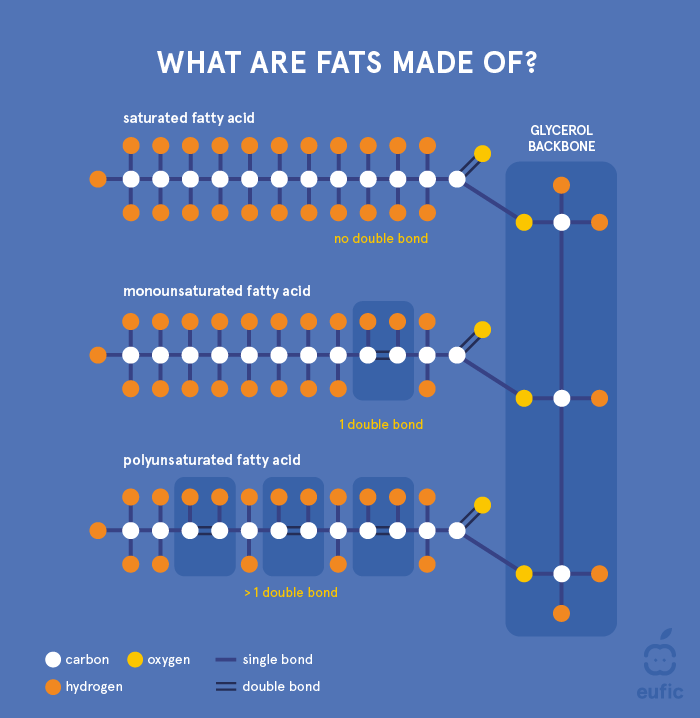 WHAT ARE FATS MADE OF?
saturated fatty acid
GLYCEROL
BACKBONE
no double bond
monounsaturated fatty acid
1 double bond
polyunsaturated fatty acid
> 1 double bond
carbon oxygen single bond
hydrogen double bond
eufic